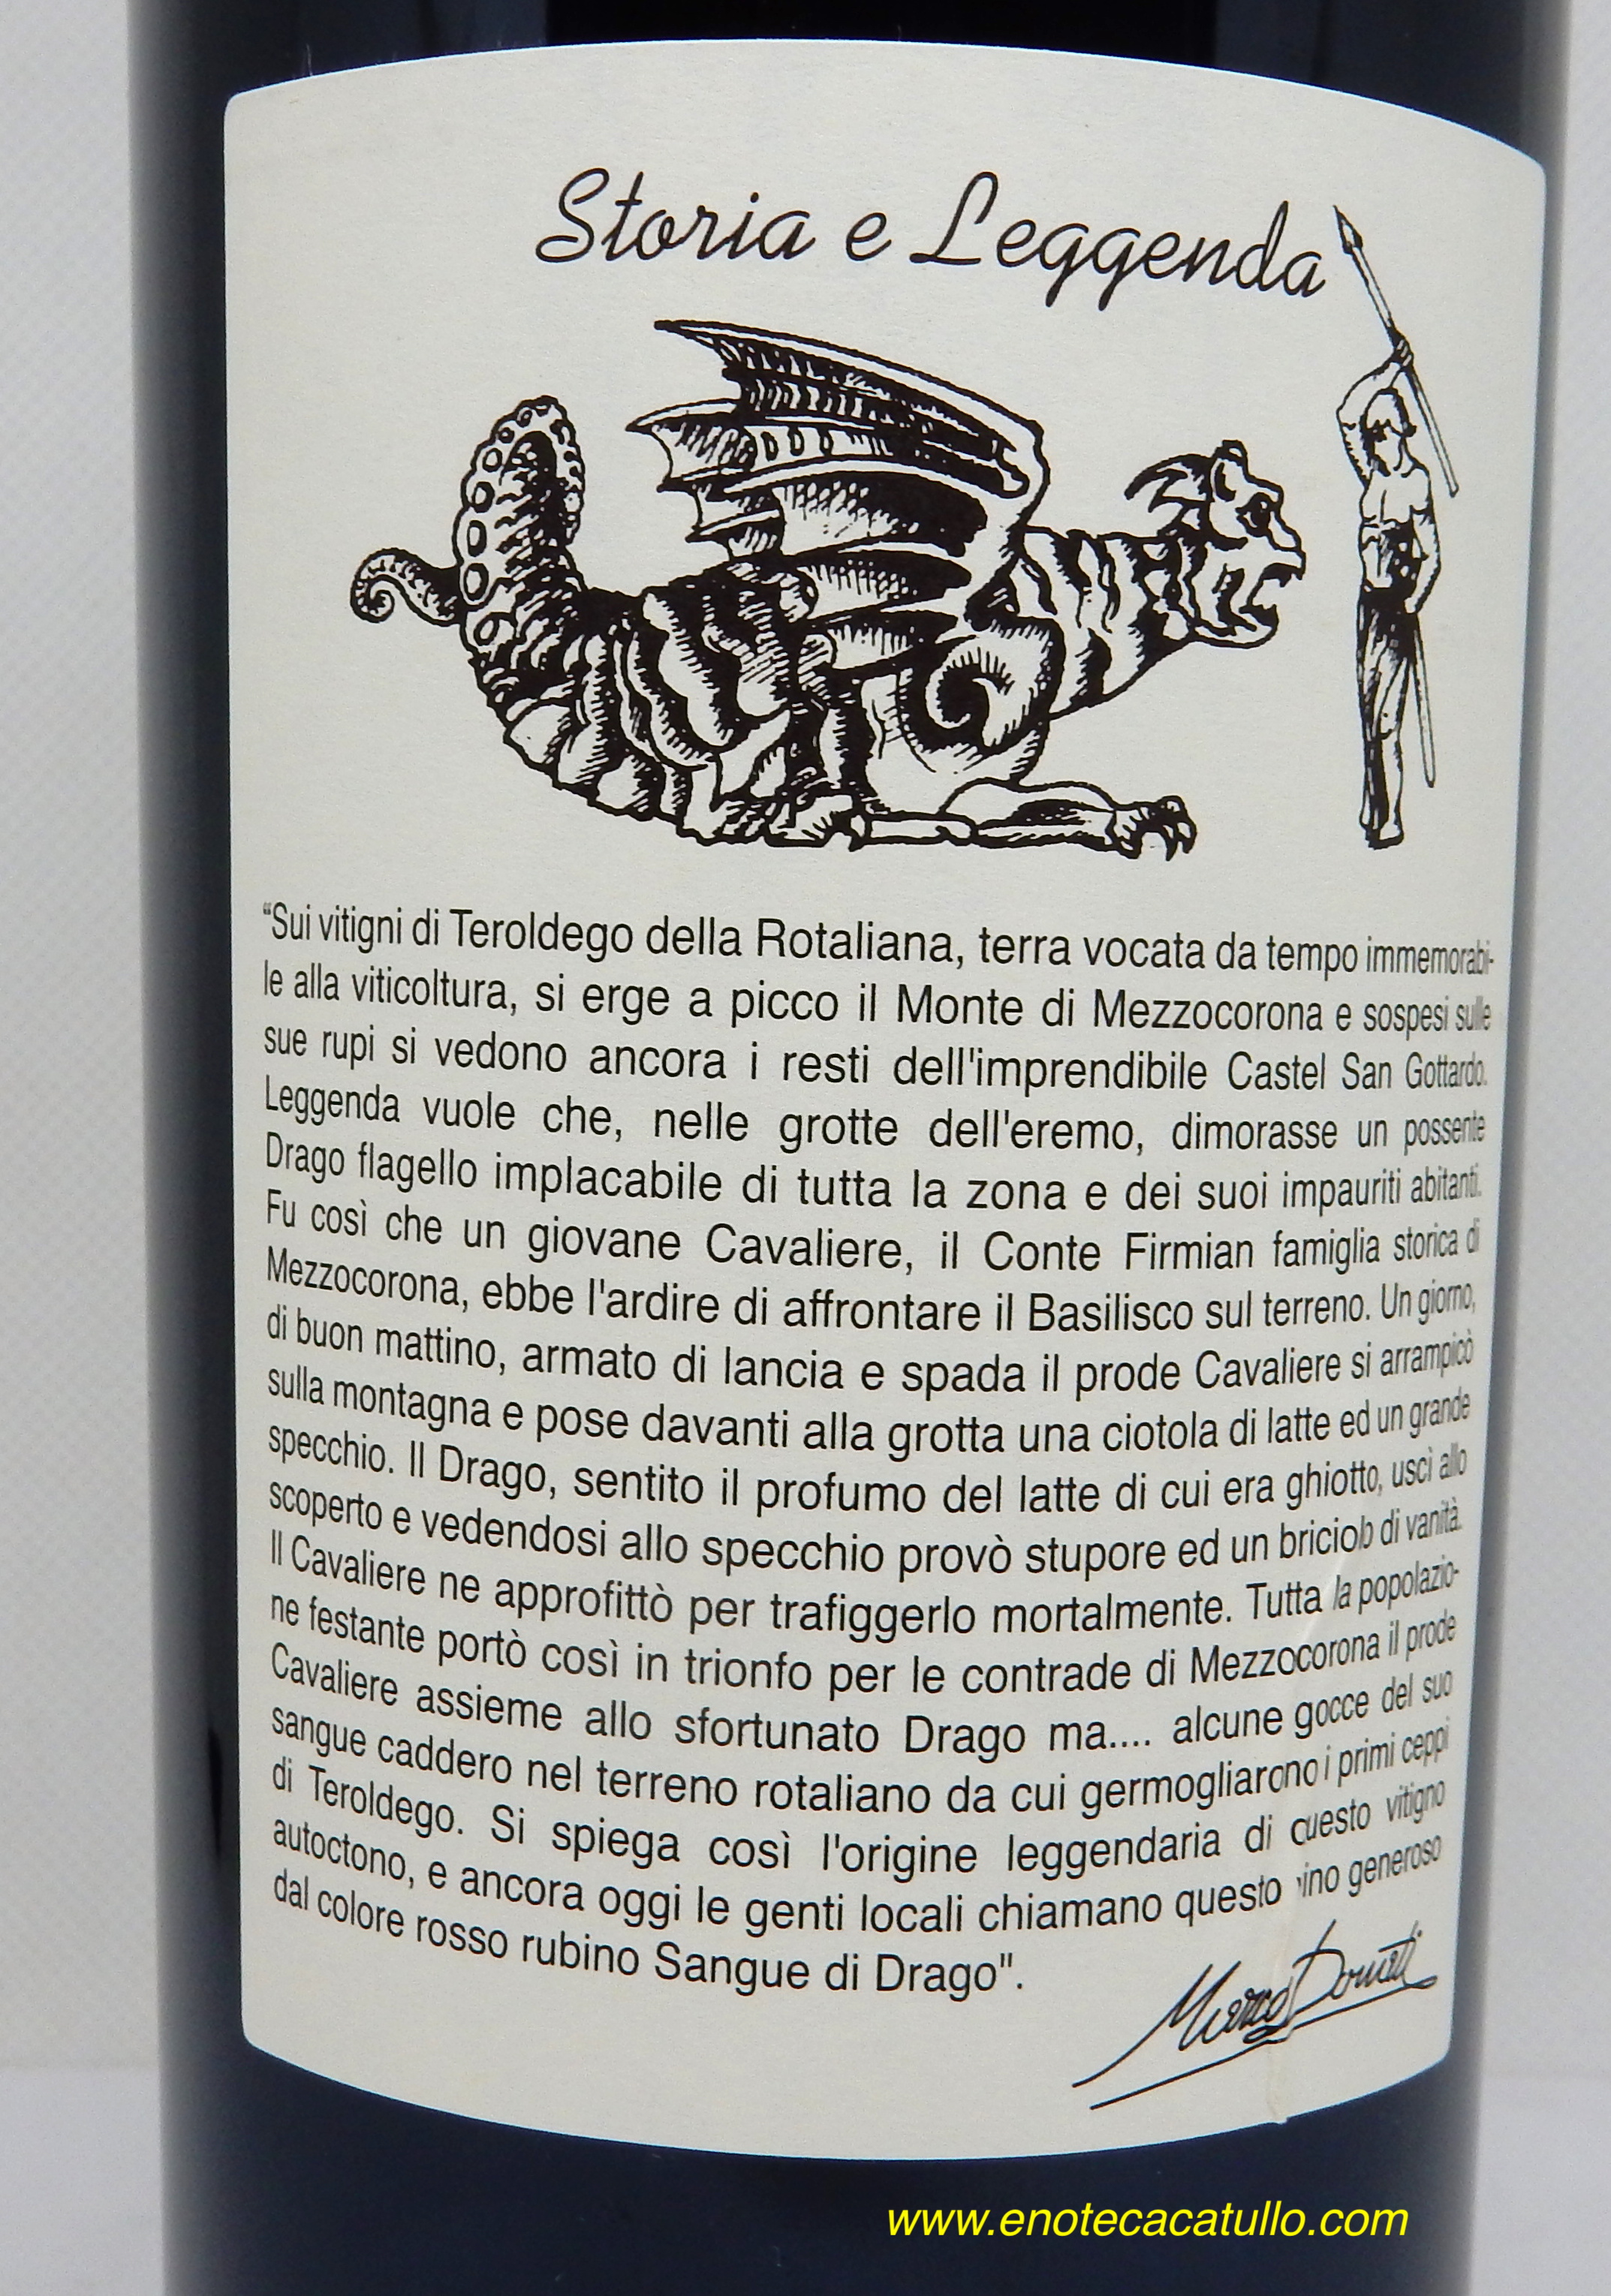 Storia e Leggenda
“Sui vitigni di Teroldego della Rotaliana, terra vocata da tempo immemorabi-
le alla viticoltura, si erge a picco il Monte di Mezzocorona e sospesi sulle
sue rupi si vedono ancora i resti dell'imprendibile Castel San Gottardo.
Leggenda vuole che, nelle grotte dell'eremo, dimorasse un possente
Drago flagello implacabile di tutta la zona e dei suoi impauriti abitanti.
Fu così che un giovane Cavaliere, il Conte Firmian famiglia storica di
Mezzocorona, ebbe l'ardire di affrontare il Basilisco sul terreno. Un giorno,
di buon mattino, armato di lancia e spada il prode Cavaliere si arrampicò
sulla montagna e pose davanti alla grotta una ciotola di latte ed un grande
specchio. Il Drago, sentito il profumo del latte di cui era ghiotto, uscì allo
scoperto e vedendosi allo specchio provò stupore ed un briciolo di vanità.
Il Cavaliere ne approfittò per trafiggerlo mortalmente. Tutta la popolazio-
ne festante portò così in trionfo per le contrade di Mezzocorona il prode
Cavaliere assieme allo sfortunato Drago ma.... alcune gocce del suo
sangue caddero nel terreno rotaliano da cui germogliarono i primi ceppi
di Teroldego. Si spiega così l'origine leggendaria di questo vitigno
autoctono, e ancora oggi le genti locali chiamano questo vino generoso
dal colore rosso rubino Sangue di Drago".
Marco Donati
www.enotecacatullo.com